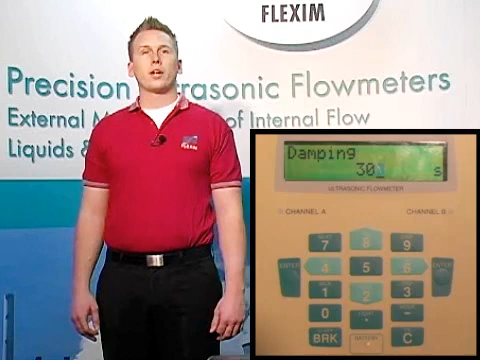 FLEXIM
Precision Ultrasonic Flowmeters
External M of Internal Flow
Liquids &
FLEXIM
Damping
30 s
ULTRASONIC FLOWMETER
CHANNEL A
CHANNEL B
7 8 9
ENTER 4 5 6 ENTER
1 2 3
0
BRK C